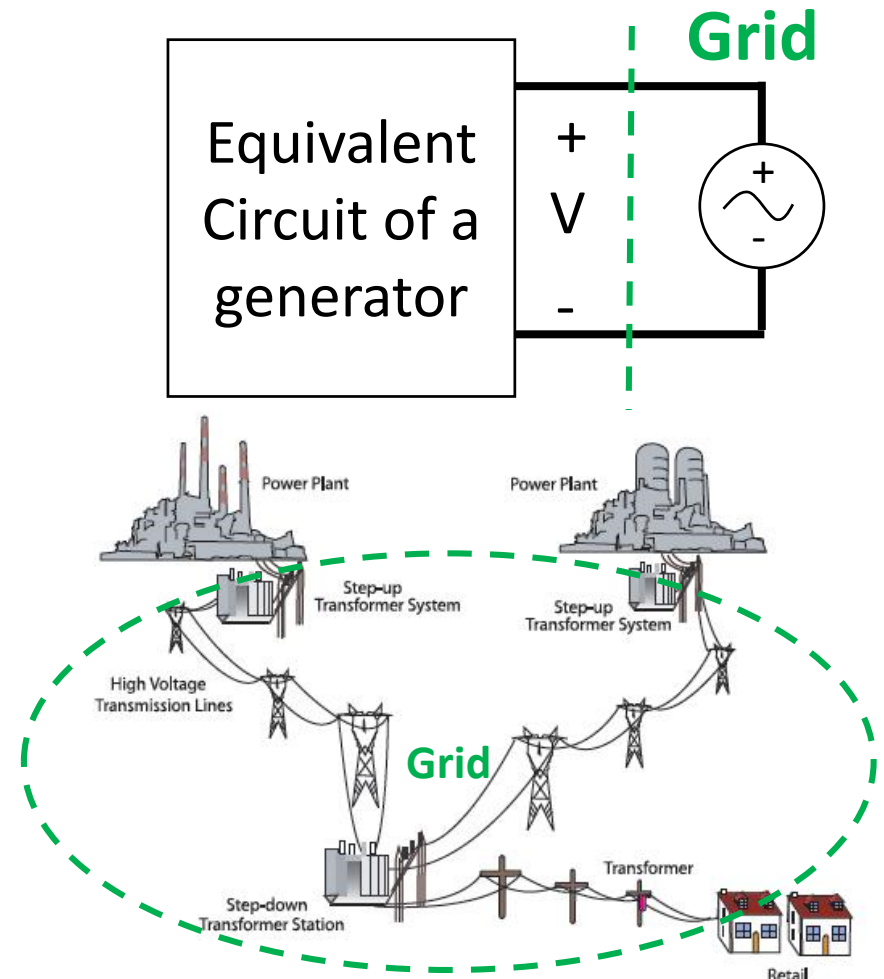 Grid
Equivalent
Circuit of a
generator
+
V
-
+
-
Power Plant
Power Plant
Step-up
Transformer System
Step-up
Transformer System
High Voltage
Transmission Lines
Grid
Transformer
Step-down
Transformer Station
Retail